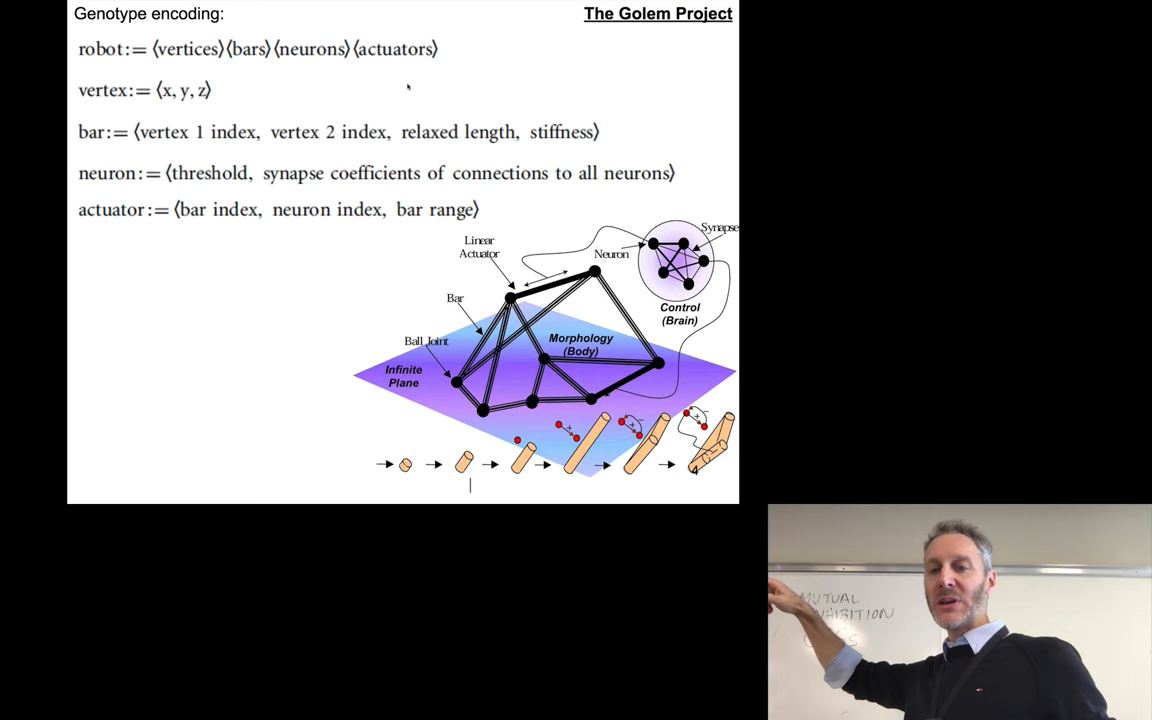 Genotype encoding:
The Golem Project
robot:= ⟨vertices⟩⟨bars⟩⟨neurons⟩⟨actuators⟩
vertex:= ⟨x, y, z⟩
bar:= ⟨vertex 1 index, vertex 2 index, relaxed length, stiffness⟩
neuron:= ⟨threshold, synapse coefficients of connections to all neurons⟩
actuator:= ⟨bar index, neuron index, bar range⟩
Synapse
Linear
Actuator
Neuron
Bar
Control
(Brain)
Ball Joint
Morphology
(Body)
Infinite
Plane
+
+
−
+
−
4
MUTUAL
INHIBITION